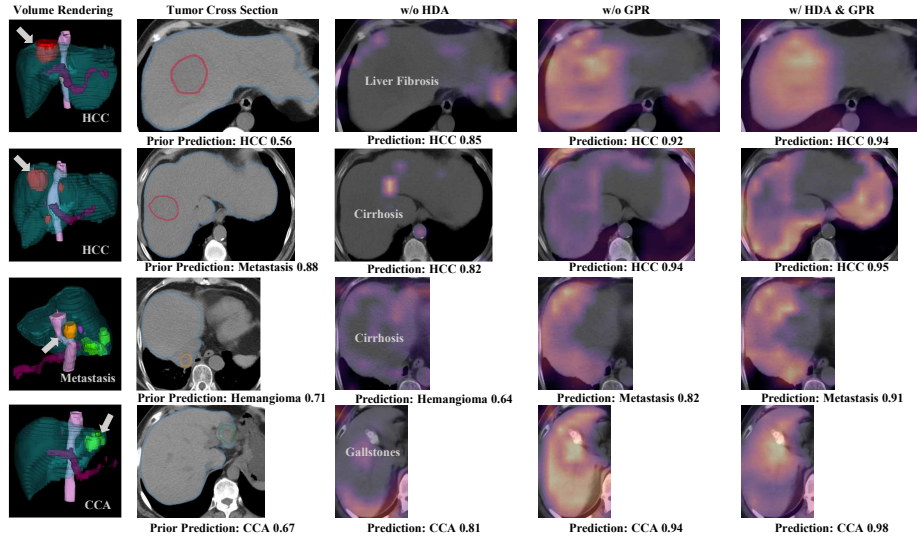 Volume Rendering Tumor Cross Section w/o HDA w/o GPR w/ HDA & GPR
HCC Liver Fibrosis
Prior Prediction: HCC 0.56 Prediction: HCC 0.85 Prediction: HCC 0.92 Prediction: HCC 0.94
HCC Cirrhosis
Prior Prediction: Metastasis 0.88 Prediction: HCC 0.82 Prediction: HCC 0.94 Prediction: HCC 0.95
Metastasis Cirrhosis
Prior Prediction: Hemangioma 0.71 Prediction: Hemangioma 0.64 Prediction: Metastasis 0.82 Prediction: Metastasis 0.91
CCA Gallstones
Prior Prediction: CCA 0.67 Prediction: CCA 0.81 Prediction: CCA 0.94 Prediction: CCA 0.98